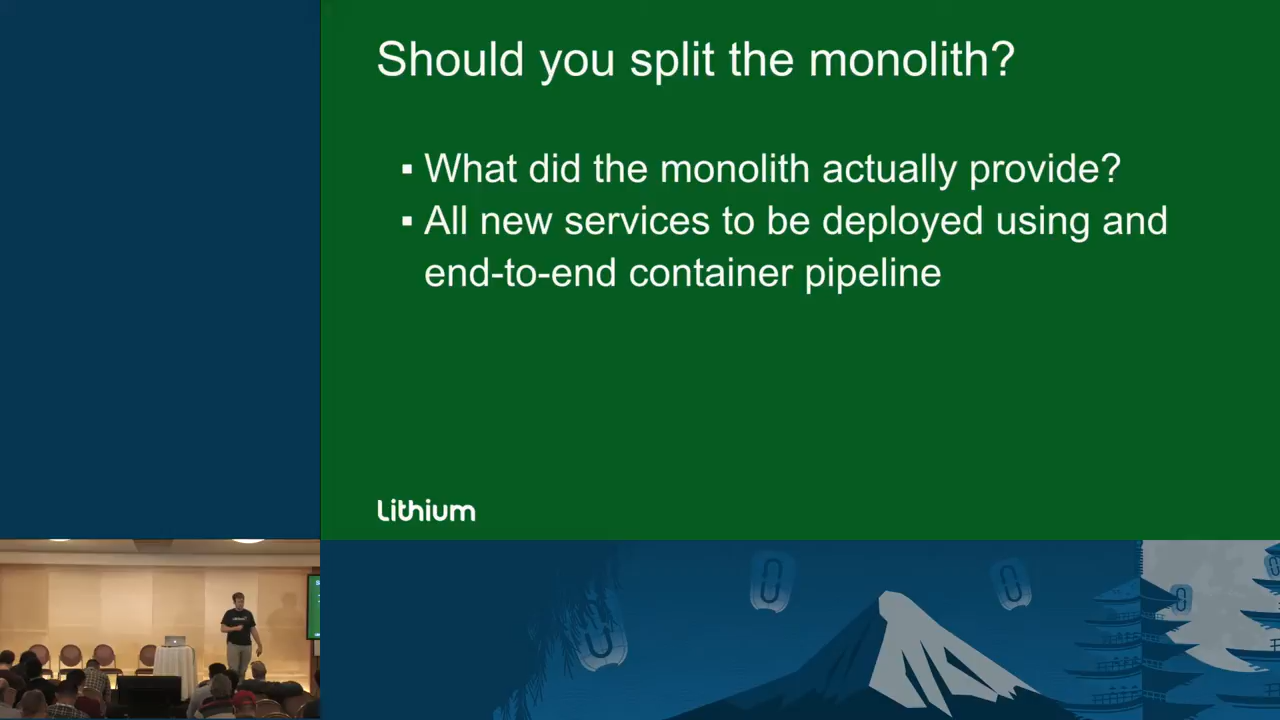 Should you split the monolith?
▪ What did the monolith actually provide?
▪ All new services to be deployed using and
end-to-end container pipeline
Lithium